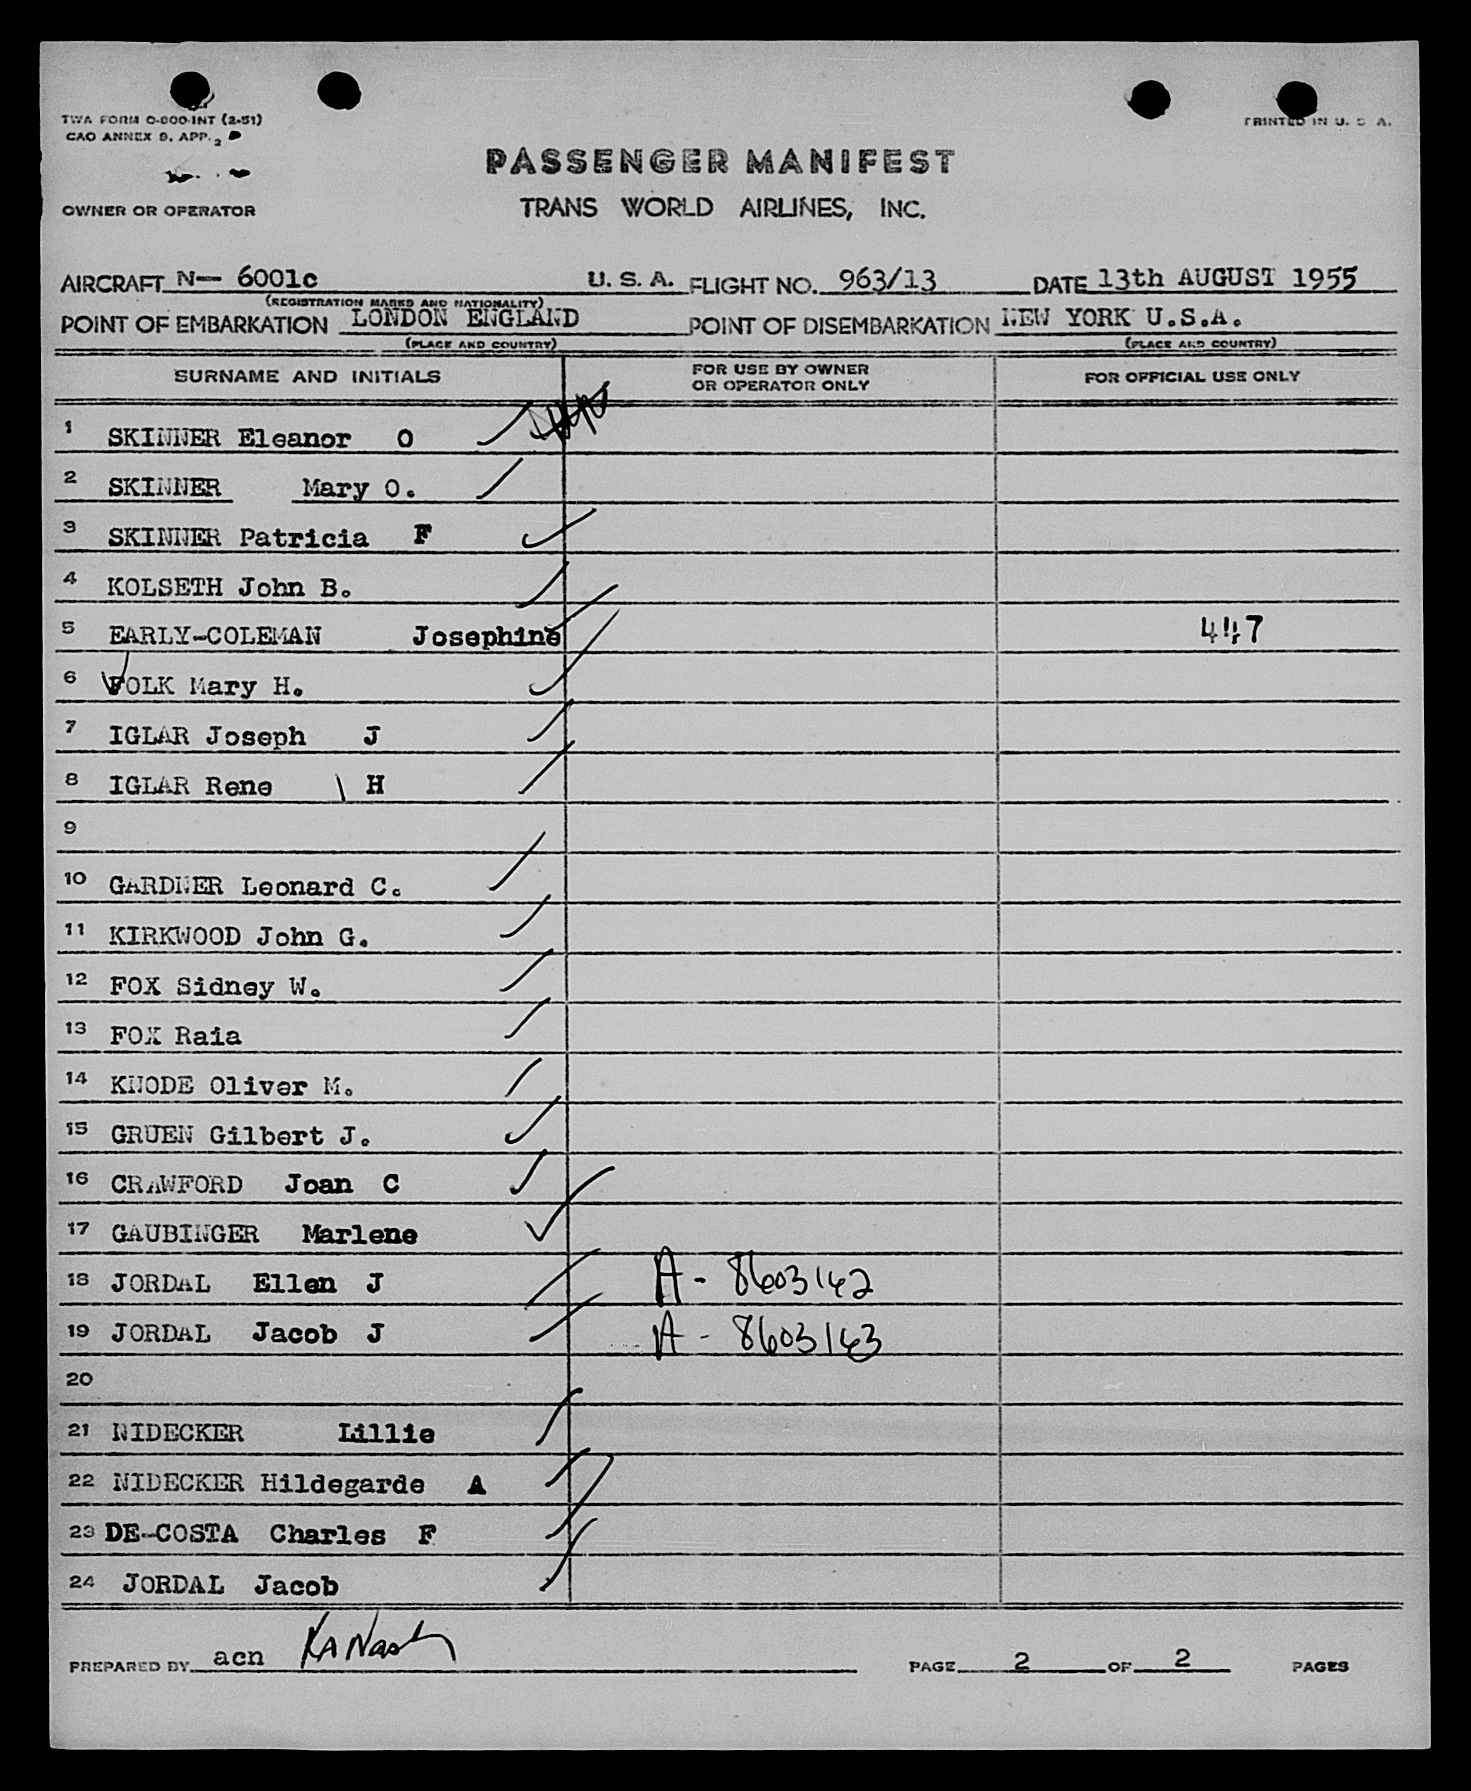 TWA FORM O-800-INT (2-51)
CAO ANNEX 9, APP. 2
PRINTED IN U. S. A.
PASSENGER MANIFEST
OWNER OR OPERATOR
TRANS WORLD AIRLINES, INC.
AIRCRAFT N-- 6001c U. S. A. FLIGHT NO. 963/13 DATE 13th AUGUST 1955
(REGISTRATION MARKS AND NATIONALITY)
POINT OF EMBARKATION LONDON ENGLAND POINT OF DISEMBARKATION NEW YORK U.S.A.
(PLACE AND COUNTRY) (PLACE AND COUNTRY)
SURNAME AND INITIALS FOR USE BY OWNER OR OPERATOR ONLY FOR OFFICIAL USE ONLY
1 SKINNER Eleanor O
2 SKINNER Mary O.
3 SKINNER Patricia F
4 KOLSETH John B.
5 EARLY-COLEMAN Josephine 447
6 FOLK Mary H.
7 IGLAR Joseph J
8 IGLAR Rene H
9
10 GARDNER Leonard C.
11 KIRKWOOD John G.
12 FOX Sidney W.
13 FOX Raia
14 KNODE Oliver M.
15 GRUEN Gilbert J.
16 CRAWFORD Joan C
17 GAUBINGER Marlene
18 JORDAL Ellen J A - 8603142
19 JORDAL Jacob J A - 8603143
20
21 NIDECKER Lillie
22 NIDECKER Hildegarde A
23 DE-COSTA Charles F
24 JORDAL Jacob
PREPARED BY acn KA Nash PAGE 2 OF 2 PAGES